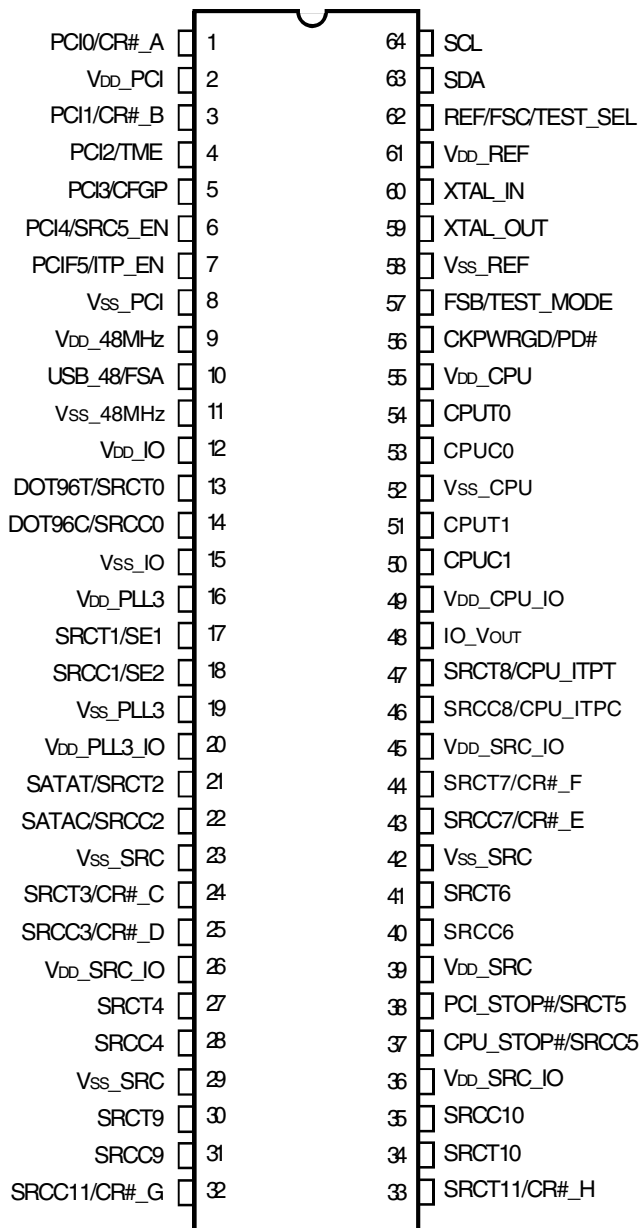 PCI0/CR#_A 1 64 SCL
VDD_PCI 2 63 SDA
PCI1/CR#_B 3 62 REF/FSC/TEST_SEL
PCI2/TME 4 61 VDD_REF
PCI3/CFGP 5 60 XTAL_IN
PCI4/SRC5_EN 6 59 XTAL_OUT
PCIF5/ITP_EN 7 58 VSS_REF
VSS_PCI 8 57 FSB/TEST_MODE
VDD_48MHz 9 56 CKPWRGD/PD#
USB_48/FSA 10 55 VDD_CPU
VSS_48MHz 11 54 CPUT0
VDD_IO 12 53 CPUC0
DOT96T/SRCT0 13 52 VSS_CPU
DOT96C/SRCC0 14 51 CPUT1
VSS_IO 15 50 CPUC1
VDD_PLL3 16 49 VDD_CPU_IO
SRCT1/SE1 17 48 IO_VOUT
SRCC1/SE2 18 47 SRCT8/CPU_ITPT
VSS_PLL3 19 46 SRCC8/CPU_ITPC
VDD_PLL3_IO 20 45 VDD_SRC_IO
SATAT/SRCT2 21 44 SRCT7/CR#_F
SATAC/SRCC2 22 43 SRCC7/CR#_E
VSS_SRC 23 42 VSS_SRC
SRCT3/CR#_C 24 41 SRCT6
SRCC3/CR#_D 25 40 SRCC6
VDD_SRC_IO 26 39 VDD_SRC
SRCT4 27 38 PCI_STOP#/SRCT5
SRCC4 28 37 CPU_STOP#/SRCC5
VSS_SRC 29 36 VDD_SRC_IO
SRCT9 30 35 SRCC10
SRCC9 31 34 SRCT10
SRCC11/CR#_G 32 33 SRCT11/CR#_H